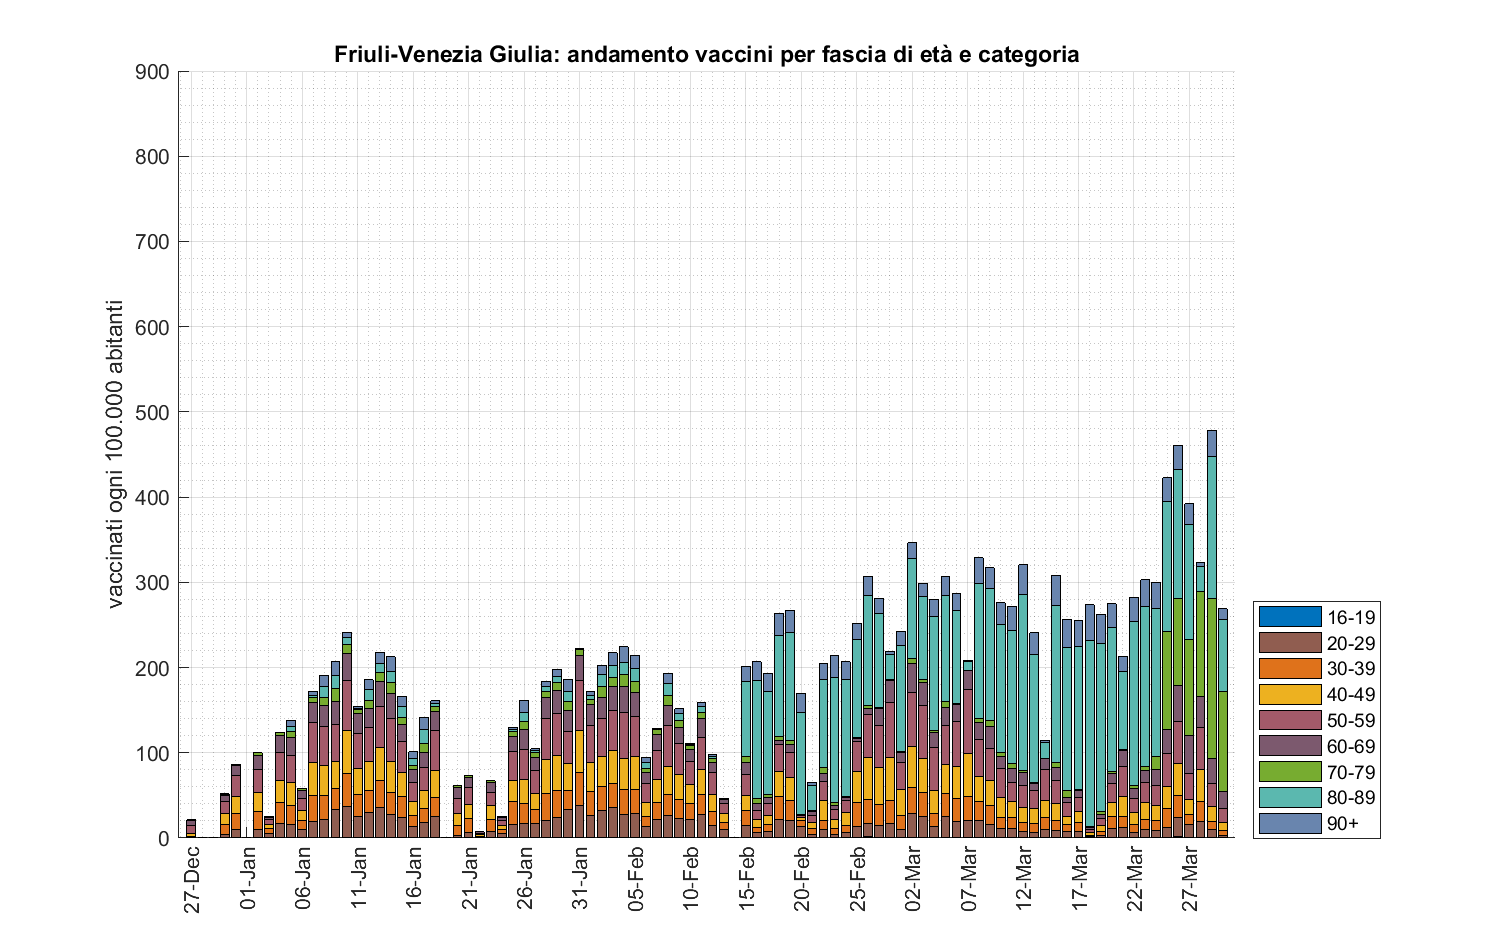 Friuli-Venezia Giulia: andamento vaccini per fascia di età e categoria
vaccinati ogni 100.000 abitanti
900
800
700
600
500
400
300
200
100
0
27-Dec
01-Jan
06-Jan
11-Jan
16-Jan
21-Jan
26-Jan
31-Jan
05-Feb
10-Feb
15-Feb
20-Feb
25-Feb
02-Mar
07-Mar
12-Mar
17-Mar
22-Mar
27-Mar
16-19
20-29
30-39
40-49
50-59
60-69
70-79
80-89
90+